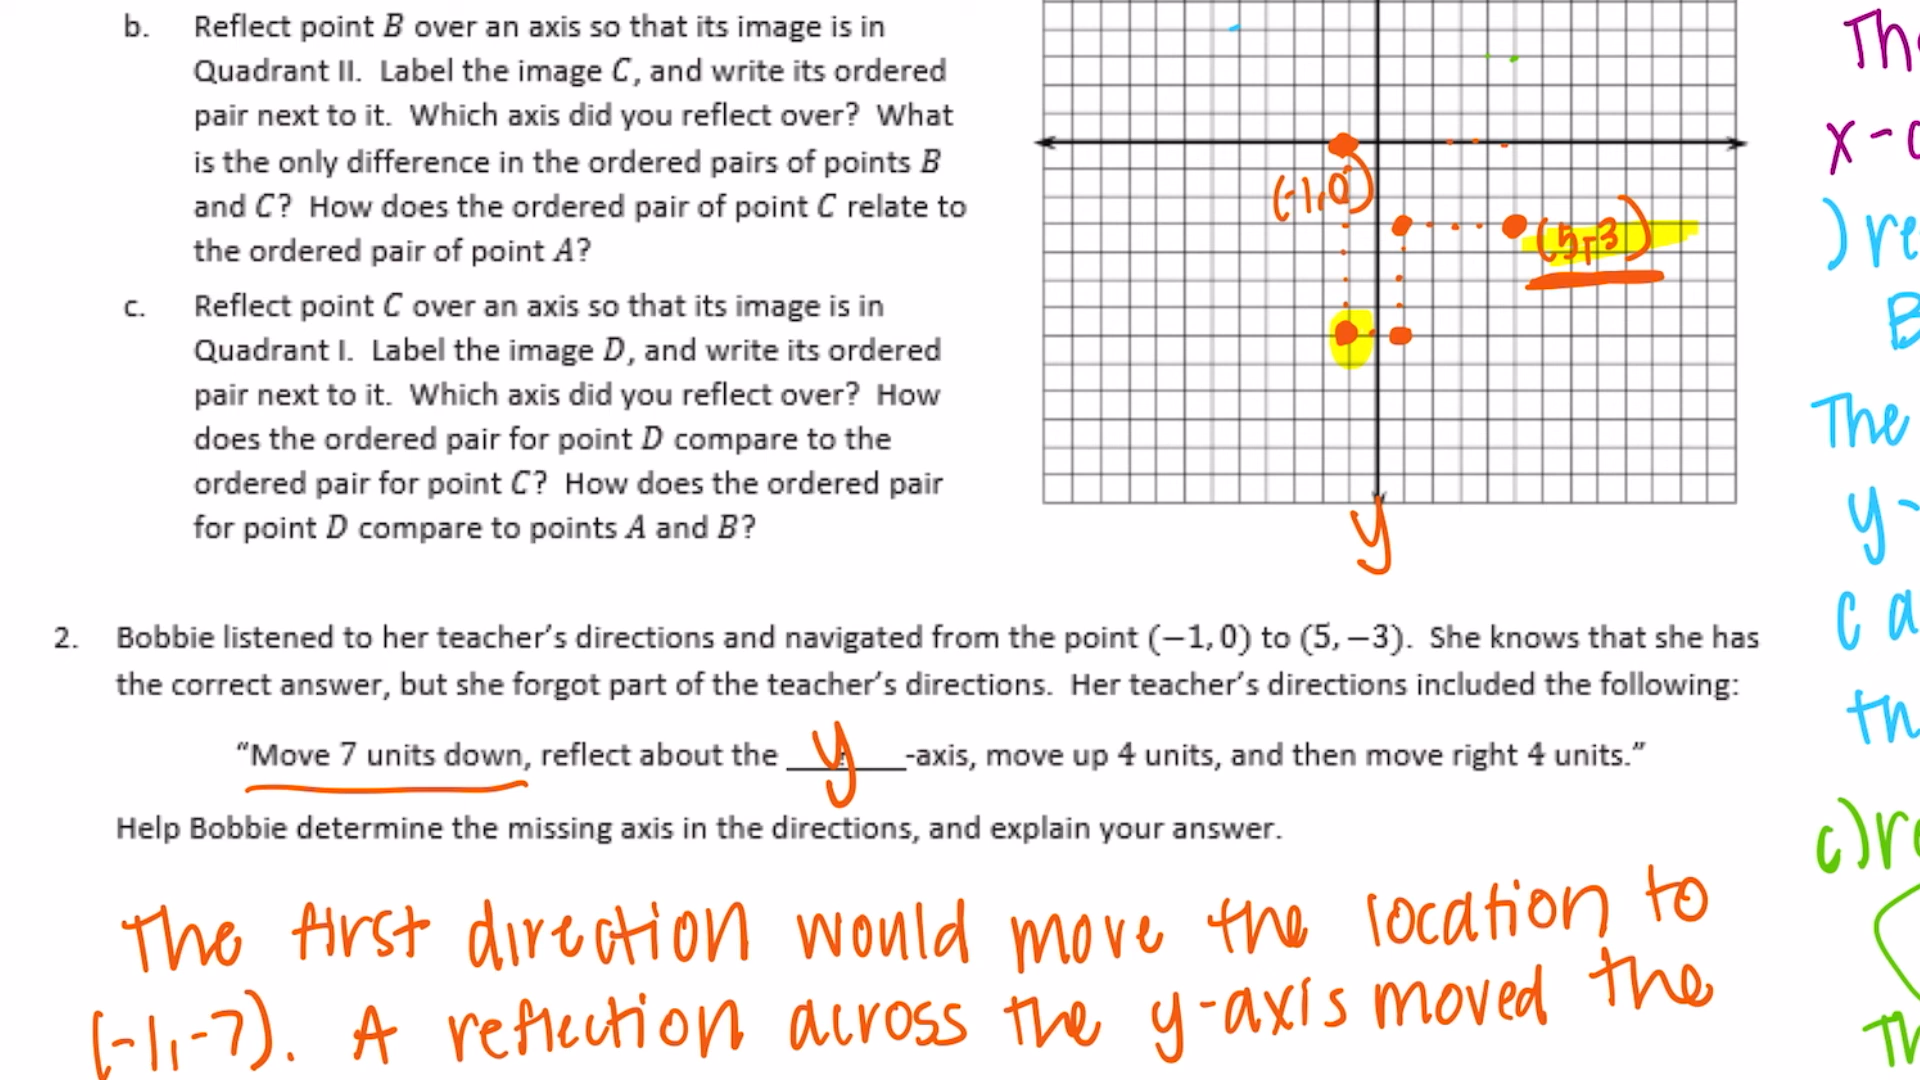 b. Reflect point B over an axis so that its image is in
Quadrant II. Label the image C, and write its ordered
pair next to it. Which axis did you reflect over? What
is the only difference in the ordered pairs of points B
and C? How does the ordered pair of point C relate to
the ordered pair of point A?
c. Reflect point C over an axis so that its image is in
Quadrant I. Label the image D, and write its ordered
pair next to it. Which axis did you reflect over? How
does the ordered pair for point D compare to the
ordered pair for point C? How does the ordered pair
for point D compare to points A and B?
(-1,0)
(5,-3)
y
x-
) re
B
The
y-
c a
th
c) re
2. Bobbie listened to her teacher’s directions and navigated from the point (−1, 0) to (5, −3). She knows that she has
the correct answer, but she forgot part of the teacher’s directions. Her teacher’s directions included the following:
“Move 7 units down, reflect about the y -axis, move up 4 units, and then move right 4 units.”
Help Bobbie determine the missing axis in the directions, and explain your answer.
The first direction would move the location to
(-1,-7). A reflection across the y-axis moved the